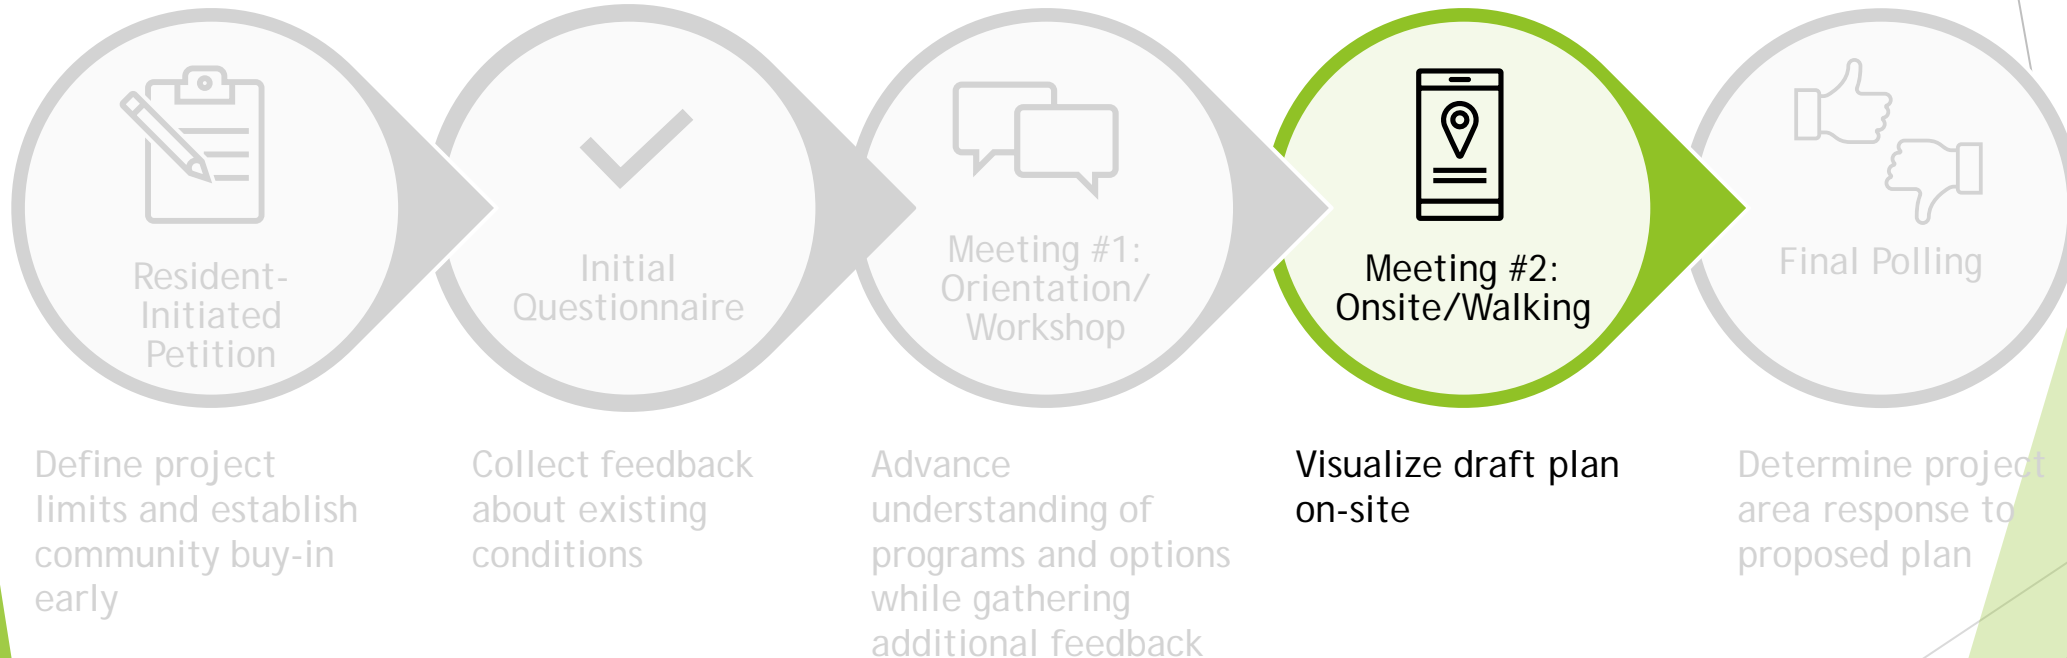 Resident-
Initiated
Petition
Initial
Questionnaire
Meeting #1:
Orientation/
Workshop
Meeting #2:
Onsite/Walking
Final Polling
Define project
limits and establish
community buy-in
early
Collect feedback
about existing
conditions
Advance
understanding of
programs and options
while gathering
additional feedback
Visualize draft plan
on-site
Determine project
area response to
proposed plan